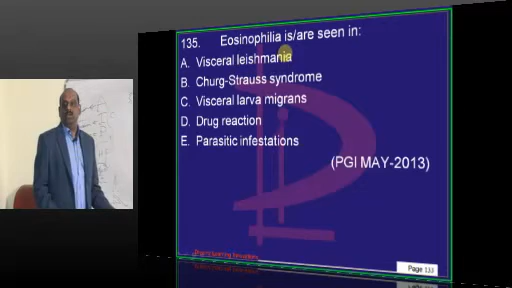 135. Eosinophilia is/are seen in:
A. Visceral leishmania
B. Churg-Strauss syndrome
C. Visceral larva migrans
D. Drug reaction
E. Parasitic infestations
(PGI MAY-2013)
Page 133